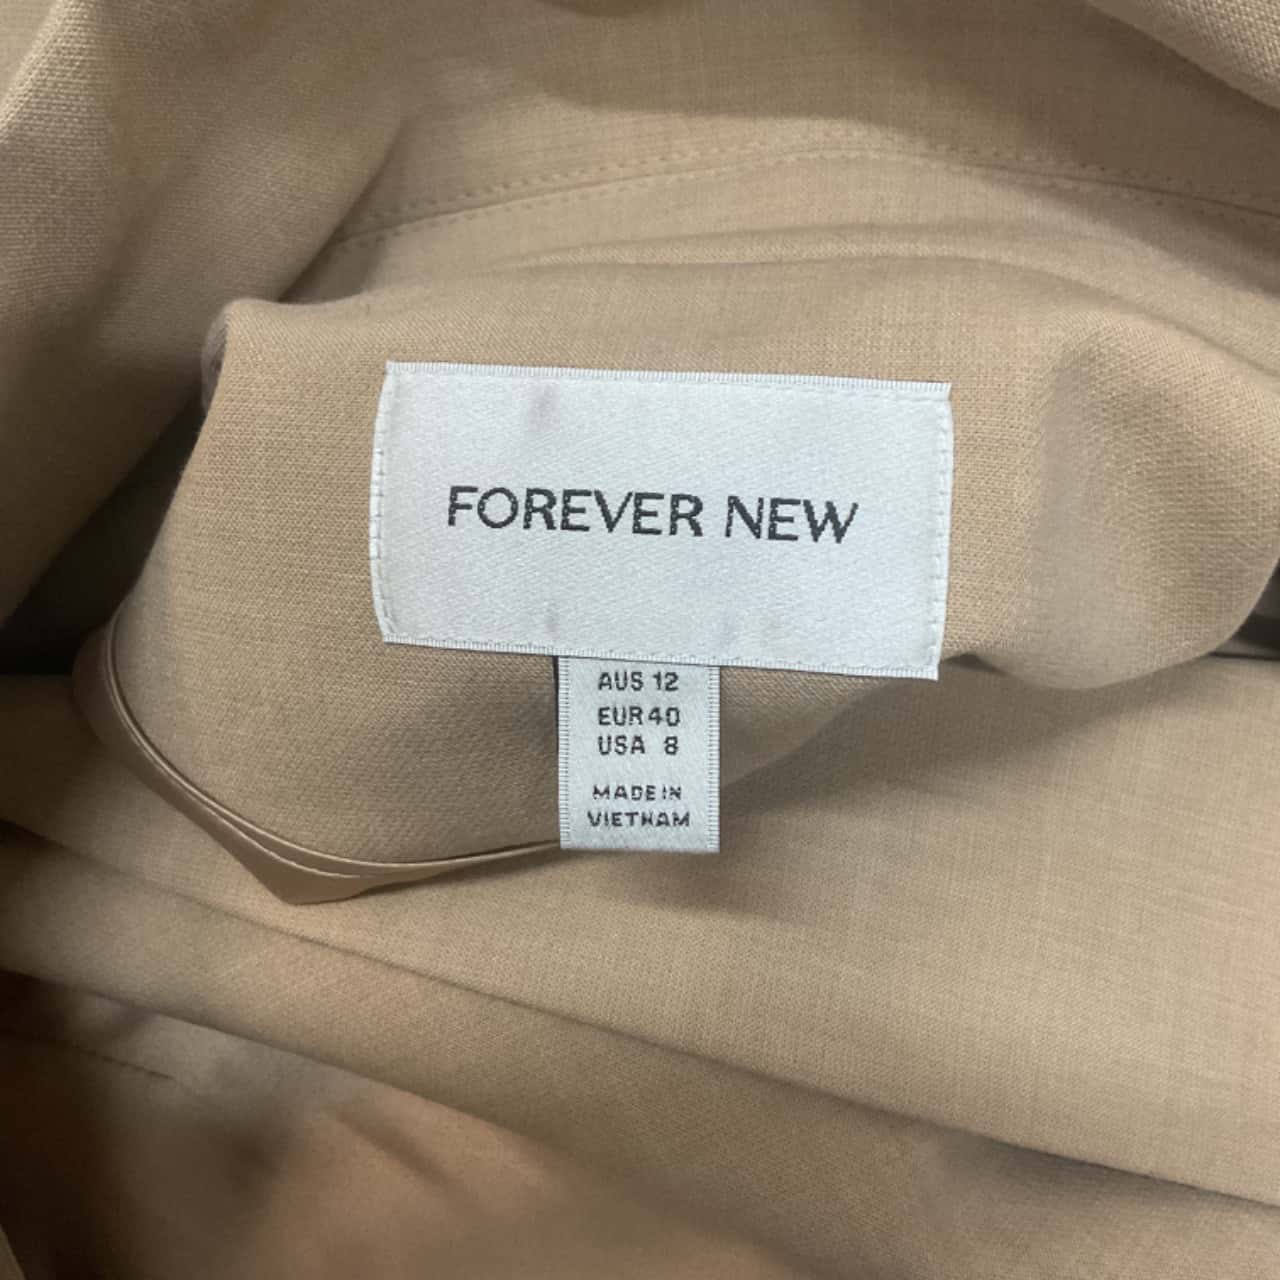 FOREVER NEW
AUS 12
EUR 40
USA 8
MADE IN
VIETNAM